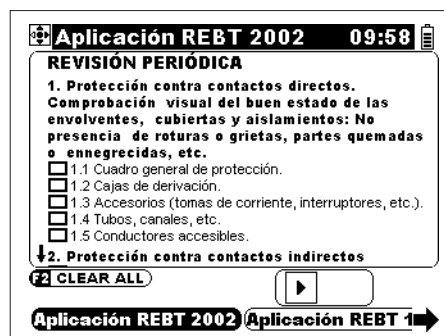 Aplicación REBT 2002 09:58
REVISIÓN PERIÓDICA
1. Protección contra contactos directos.
Comprobación visual del buen estado de las
envolventes, cubiertas y aislamientos: No
presencia de roturas o grietas, partes quemadas
o ennegrecidas, etc.
1.1 Cuadro general de protección.
1.2 Cajas de derivación.
1.3 Accesorios (tomas de corriente, interruptores, etc.).
1.4 Tubos, canales, etc.
1.5 Conductores accesibles.
2. Protección contra contactos indirectos
F2 CLEAR ALL
Aplicación REBT 2002 Aplicación REBT 1